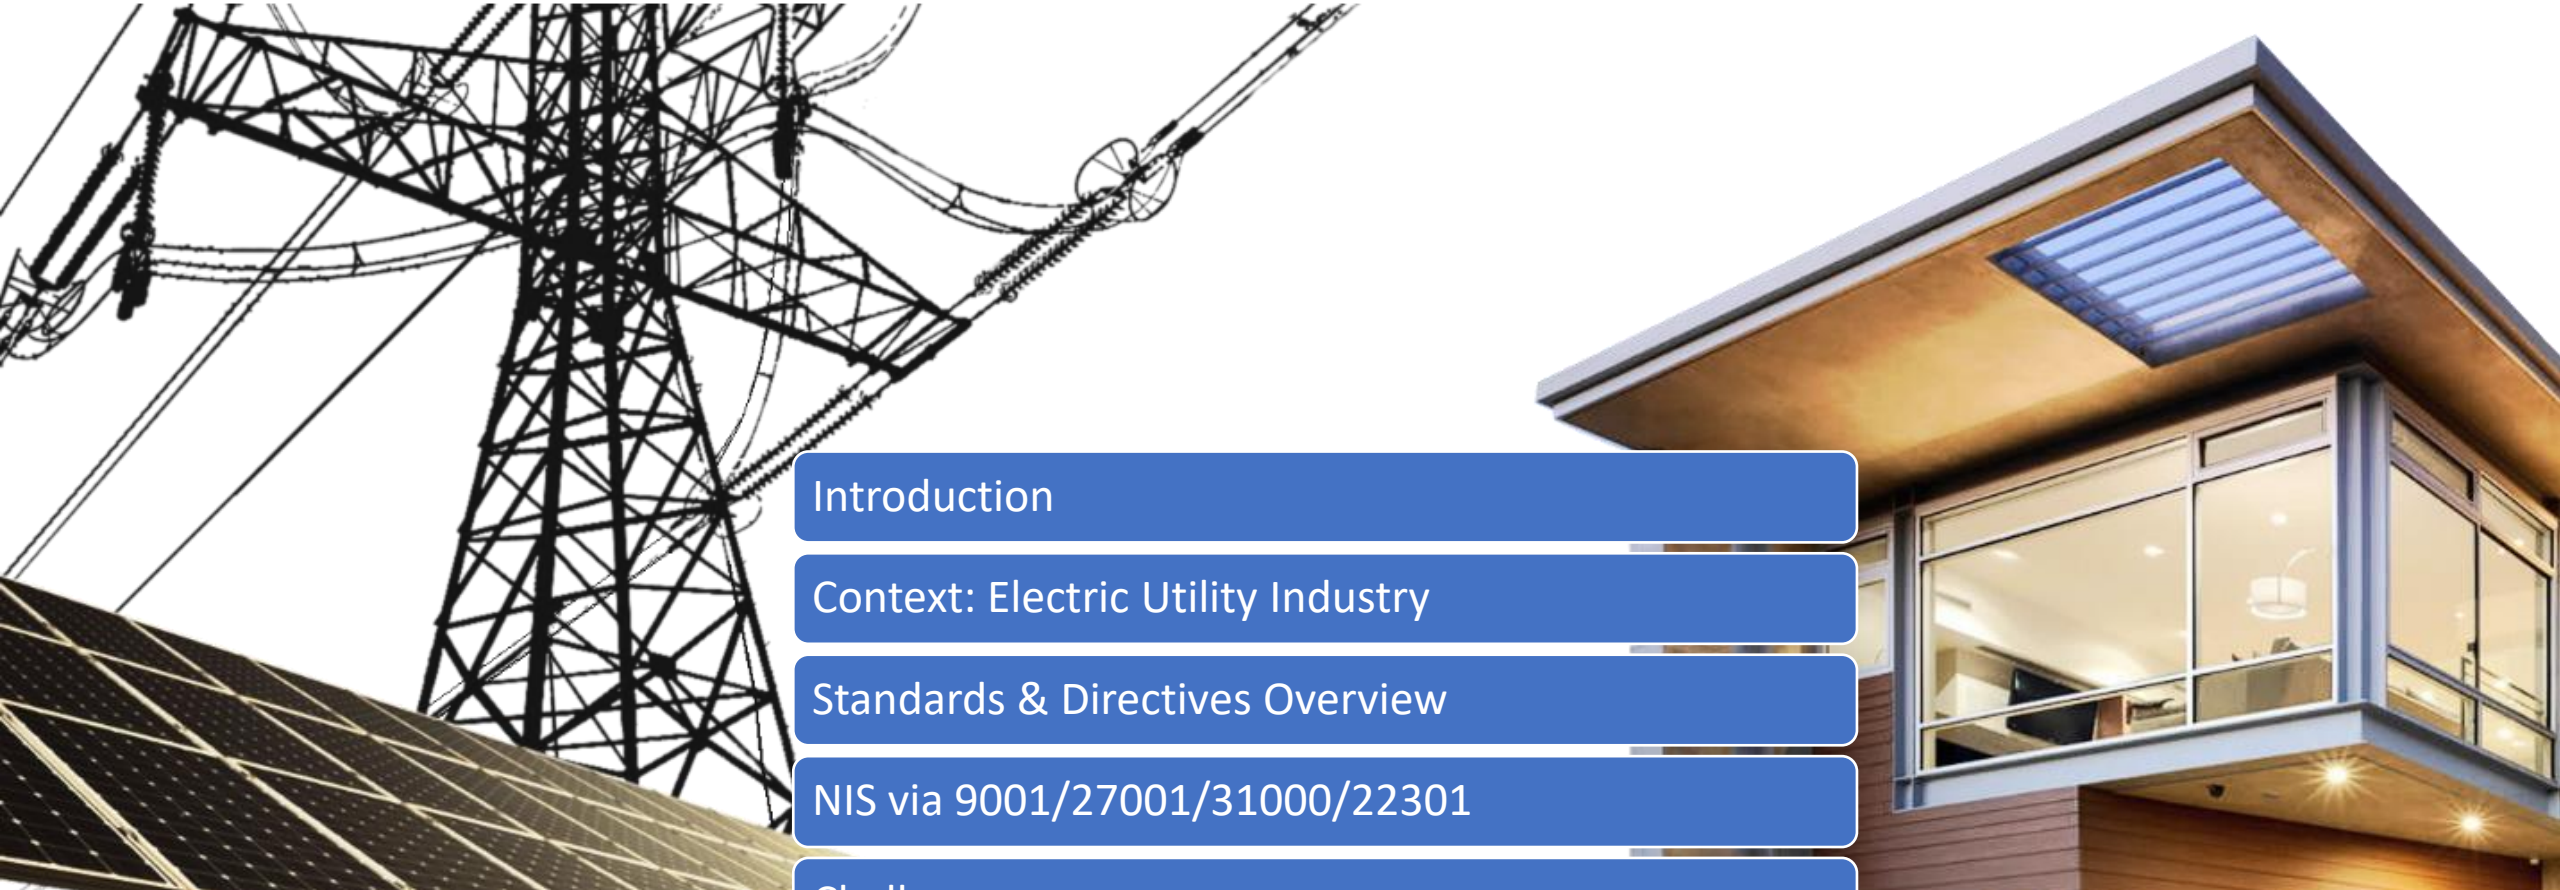 Introduction
Context: Electric Utility Industry
Standards & Directives Overview
NIS via 9001/27001/31000/22301